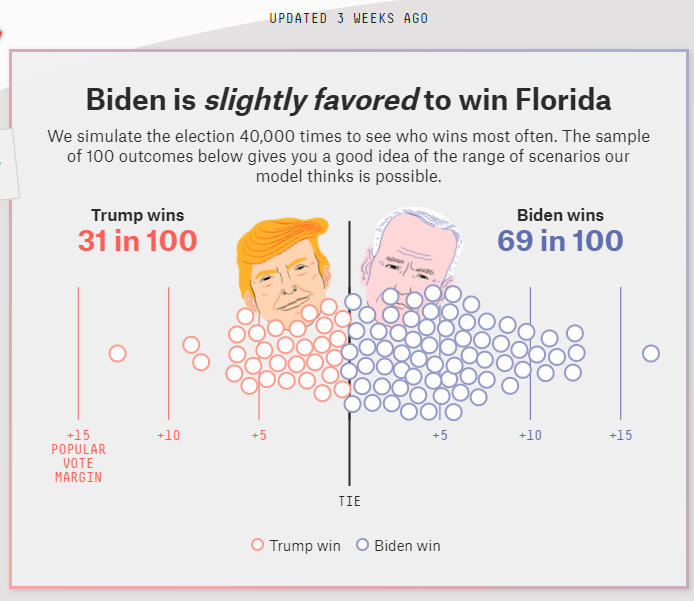 UPDATED 3 WEEKS AGO
Biden is slightly favored to win Florida
We simulate the election 40,000 times to see who wins most often. The sample
of 100 outcomes below gives you a good idea of the range of scenarios our
model thinks is possible.
Trump wins
31 in 100
Biden wins
69 in 100
+15
+10
+5
+5
+10
+15
POPULAR
VOTE
MARGIN
TIE
Trump win
Biden win